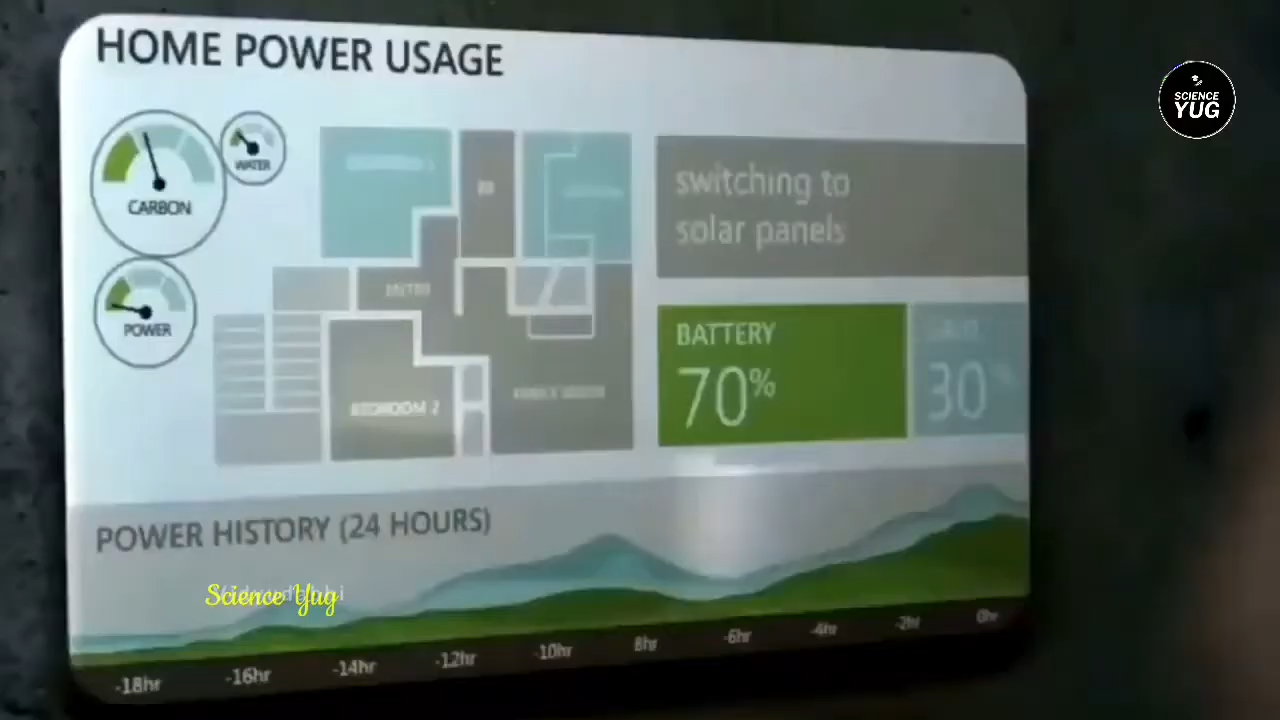 HOME POWER USAGE
SCIENCE
YUG
CARBON
WATER
POWER
ENTRY
BEDROOM 2
switching to
solar panels
BATTERY
70%
30%
POWER HISTORY (24 HOURS)
Science Yug
-18hr -16hr -14hr -12hr -10hr 8hr -6hr -4hr -2hr 0hr